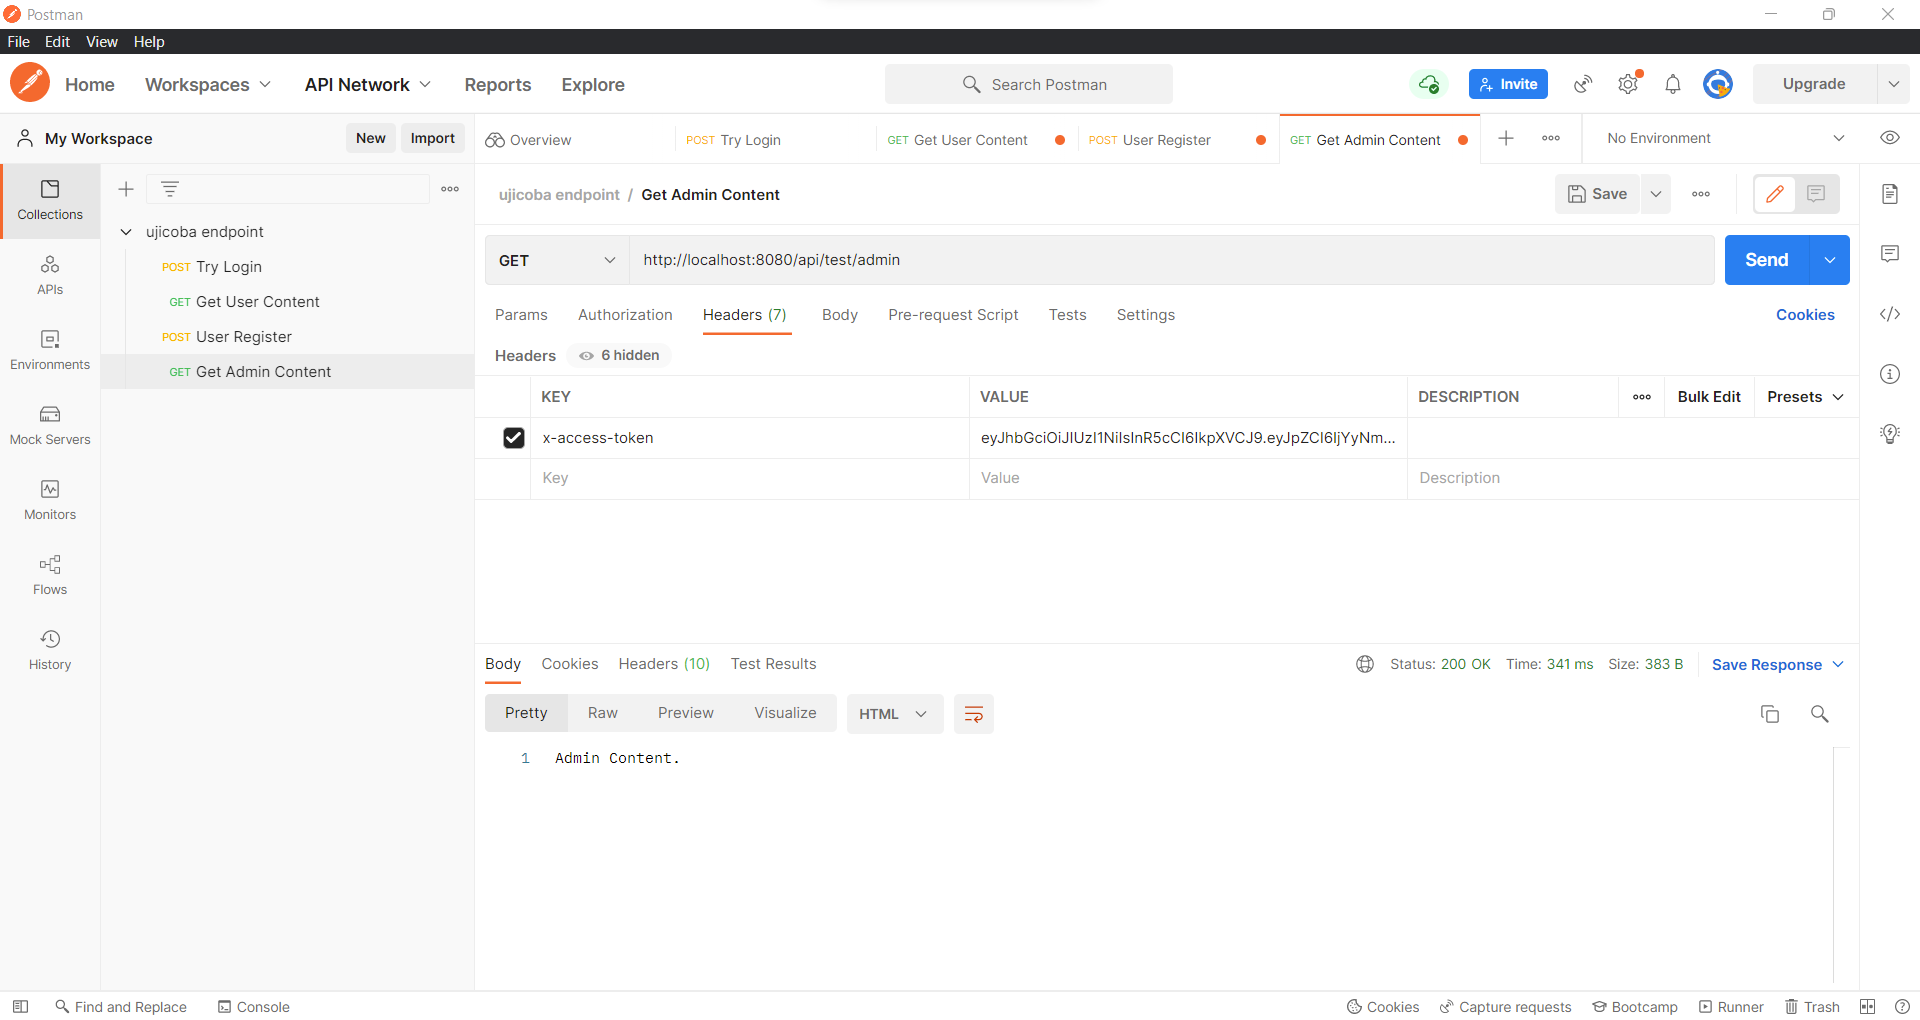 Postman
File Edit View Help
Home Workspaces API Network Reports Explore Search Postman Invite Upgrade
My Workspace New Import Overview POST Try Login GET Get User Content POST User Register GET Get Admin Content No Environment
ujicoba endpoint / Get Admin Content Save
Collections
ujicoba endpoint
POST Try Login
GET Get User Content
POST User Register
GET Get Admin Content
APIs
Environments
Mock Servers
Monitors
Flows
History
GET http://localhost:8080/api/test/admin Send
Params Authorization Headers (7) Body Pre-request Script Tests Settings Cookies
Headers 6 hidden
KEY VALUE DESCRIPTION Bulk Edit Presets
x-access-token eyJhbGciOiJIUzI1NiIsInR5cCI6IkpXVCJ9.eyJpZCI6IjYyNm...
Key Value Description
Body Cookies Headers (10) Test Results Status: 200 OK Time: 341 ms Size: 383 B Save Response
Pretty Raw Preview Visualize HTML
1 Admin Content.
Find and Replace Console Cookies Capture requests Bootcamp Runner Trash